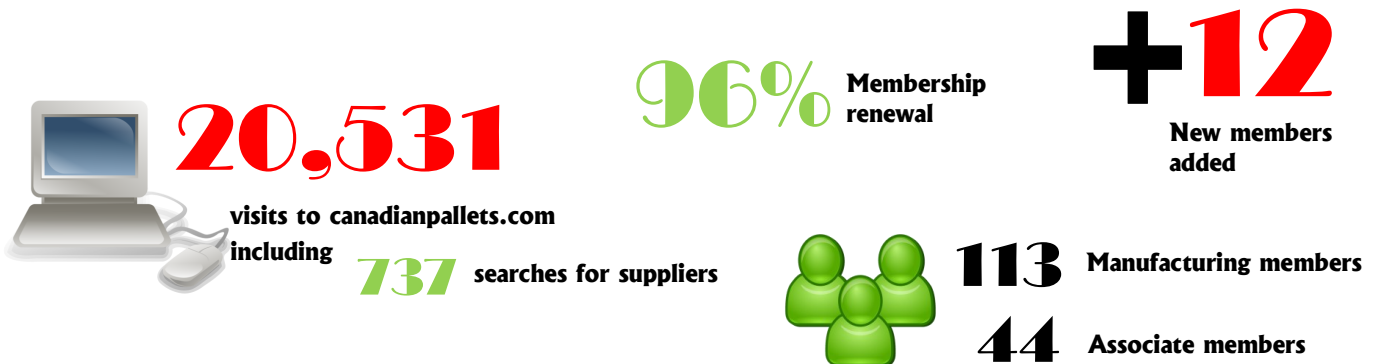 20,531
visits to canadianpallets.com
including
737 searches for suppliers
96% Membership
renewal
+12
New members
added
113 Manufacturing members
44 Associate members